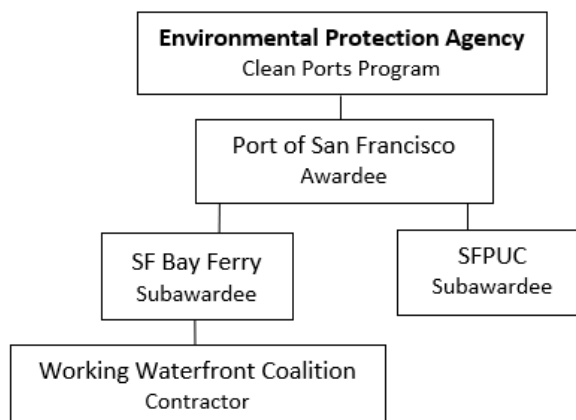 Environmental Protection Agency
Clean Ports Program
Port of San Francisco
Awardee
SF Bay Ferry
Subawardee
SFPUC
Subawardee
Working Waterfront Coalition
Contractor